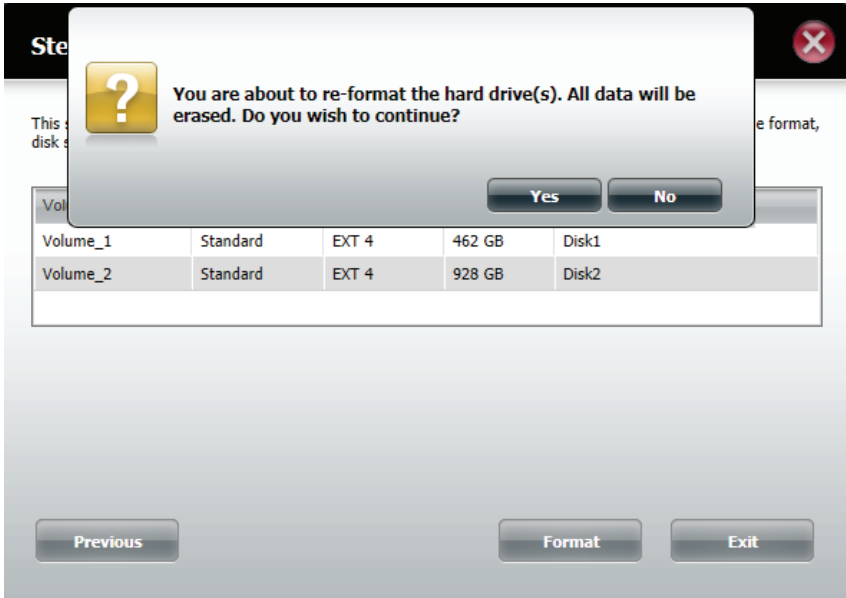 Ste
You are about to re-format the hard drive(s). All data will be
erased. Do you wish to continue?
This
e format,
disk s
Yes No
Vol
Volume_1 Standard EXT 4 462 GB Disk1
Volume_2 Standard EXT 4 928 GB Disk2
Previous Format Exit